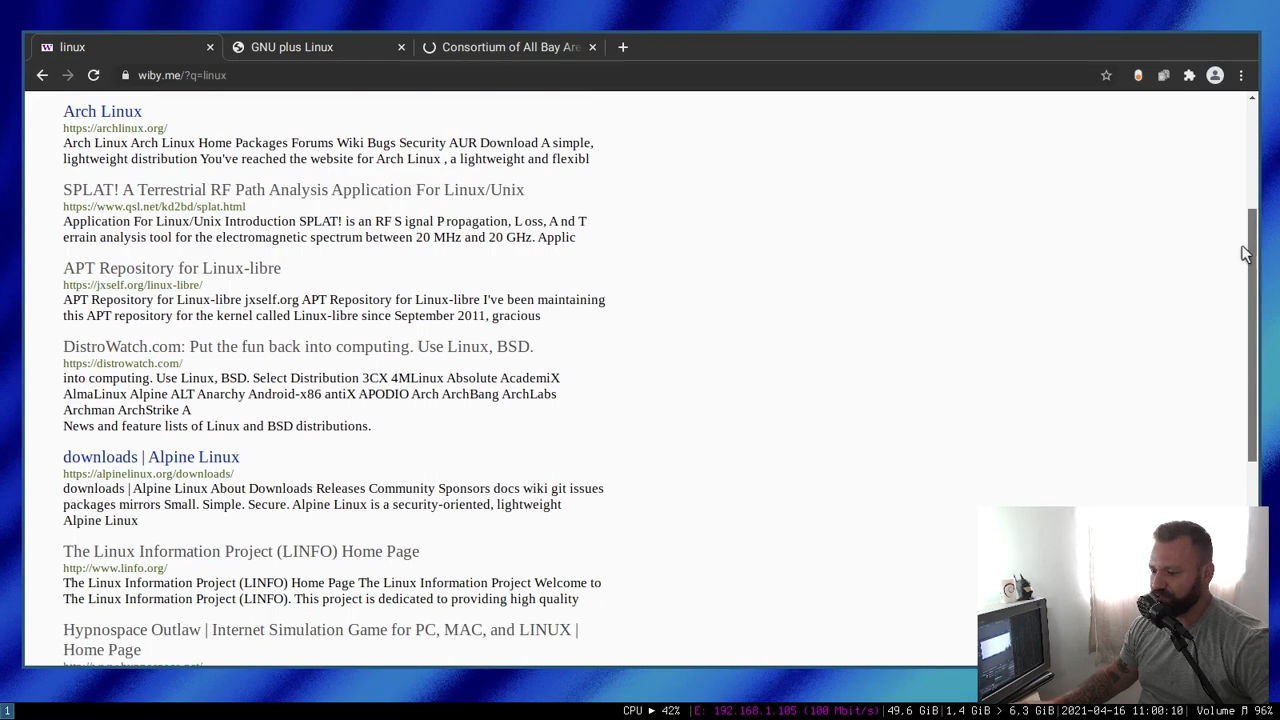 linux
GNU plus Linux
Consortium of All Bay Are
wiby.me/?q=linux
Arch Linux
https://archlinux.org/
Arch Linux Arch Linux Home Packages Forums Wiki Bugs Security AUR Download A simple,
lightweight distribution You've reached the website for Arch Linux , a lightweight and flexibl
SPLAT! A Terrestrial RF Path Analysis Application For Linux/Unix
https://www.qsl.net/kd2bd/splat.html
Application For Linux/Unix Introduction SPLAT! is an RF S ignal P ropagation, L oss, A nd T
errain analysis tool for the electromagnetic spectrum between 20 MHz and 20 GHz. Applic
APT Repository for Linux-libre
https://jxself.org/linux-libre/
APT Repository for Linux-libre jxself.org APT Repository for Linux-libre I've been maintaining
this APT repository for the kernel called Linux-libre since September 2011, gracious
DistroWatch.com: Put the fun back into computing. Use Linux, BSD.
https://distrowatch.com/
into computing. Use Linux, BSD. Select Distribution 3CX 4MLinux Absolute AcademiX
AlmaLinux Alpine ALT Anarchy Android-x86 antiX APODIO Arch ArchBang ArchLabs
Archman ArchStrike A
News and feature lists of Linux and BSD distributions.
downloads | Alpine Linux
https://alpinelinux.org/downloads/
downloads | Alpine Linux About Downloads Releases Community Sponsors docs wiki git issues
packages mirrors Small. Simple. Secure. Alpine Linux is a security-oriented, lightweight
Alpine Linux
The Linux Information Project (LINFO) Home Page
http://www.linfo.org/
The Linux Information Project (LINFO) Home Page The Linux Information Project Welcome to
The Linux Information Project (LINFO). This project is dedicated to providing high quality
Hypnospace Outlaw | Internet Simulation Game for PC, MAC, and LINUX |
Home Page
1
CPU ► 42% |E: 192.168.1.105 (100 Mbit/s)|49,6 GiB|1,4 GiB > 6,3 GiB|2021-04-16 11:00:10| Volume ♬ 96%